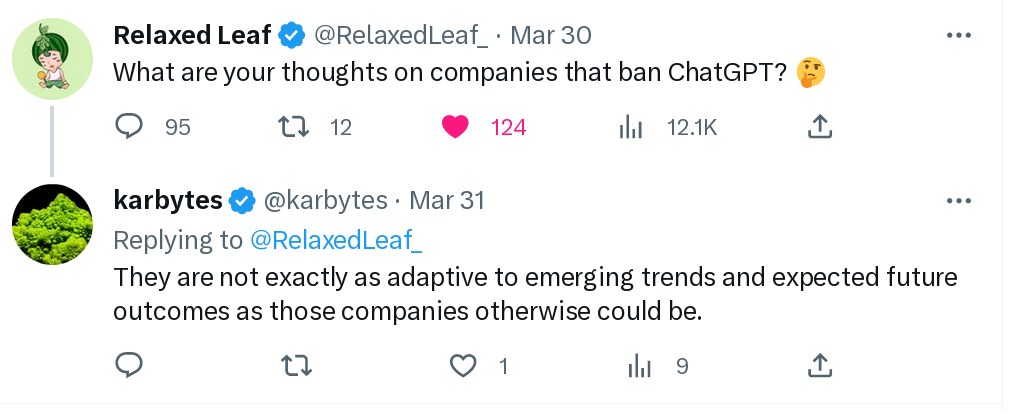 Relaxed Leaf @RelaxedLeaf_ · Mar 30
What are your thoughts on companies that ban ChatGPT? 🤔
95 12 124 12.1K
karbytes @karbytes · Mar 31
Replying to @RelaxedLeaf_
They are not exactly as adaptive to emerging trends and expected future
outcomes as those companies otherwise could be.
1 9